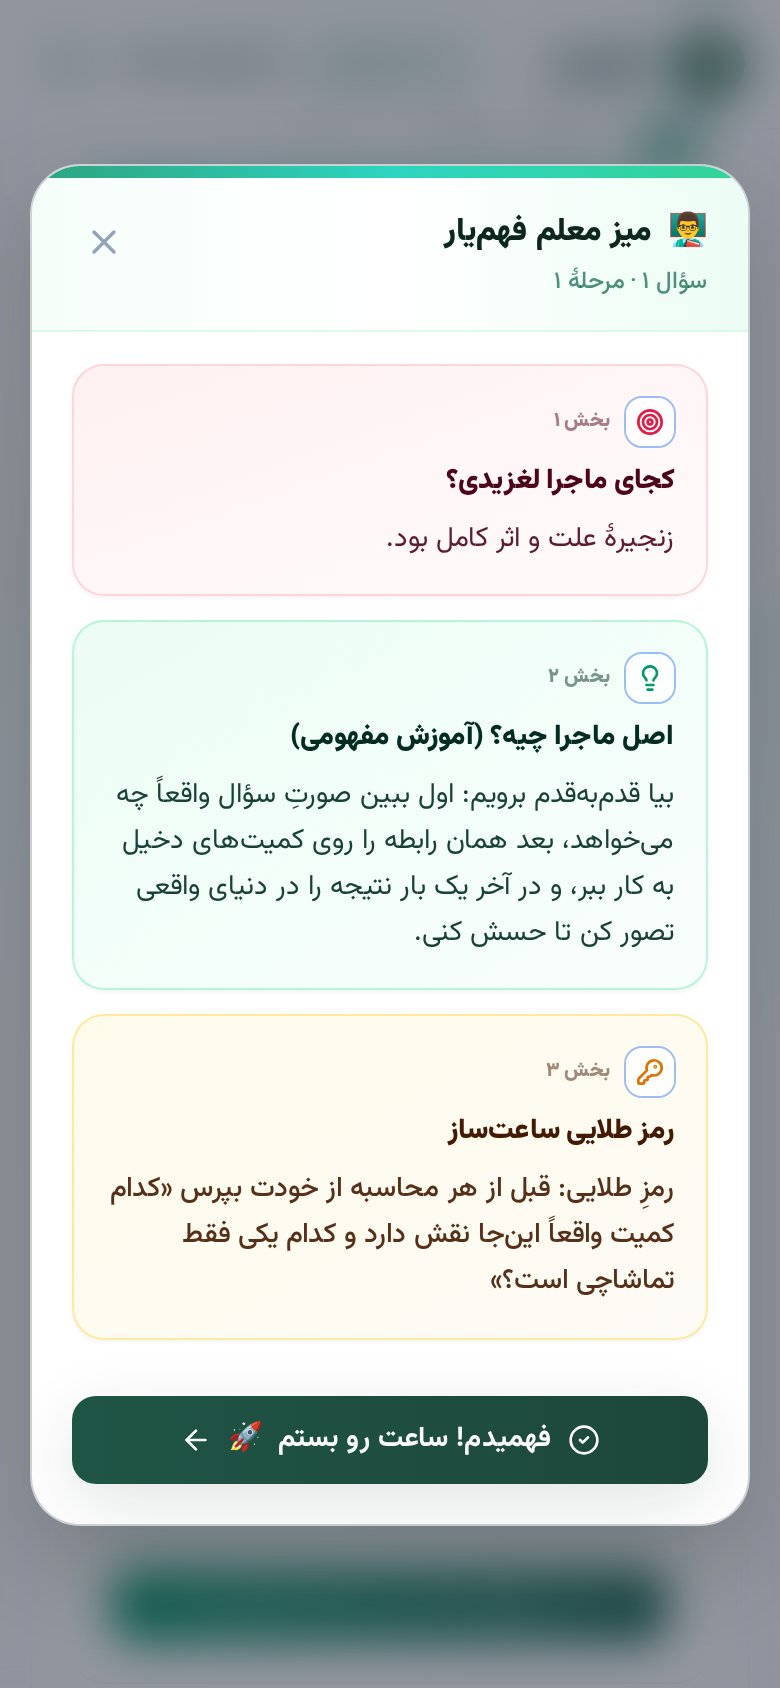 میز معلم فهم‌یار
سؤال ۱ · مرحلهٔ ۱
بخش ۱
کجای ماجرا لغزیدی؟
زنجیرهٔ علت و اثر کامل بود.
بخش ۲
اصل ماجرا چیه؟ (آموزش مفهومی)
بیا قدم‌به‌قدم برویم: اول ببین صورتِ سؤال واقعاً چه
می‌خواهد، بعد همان رابطه را روی کمیت‌های دخیل
به کار ببر، و در آخر یک بار نتیجه را در دنیای واقعی
تصور کن تا حسش کنی.
بخش ۳
رمز طلایی ساعت‌ساز
رمزِ طلایی: قبل از هر محاسبه از خودت بپرس «کدام
کمیت واقعاً این‌جا نقش دارد و کدام یکی فقط
تماشاچی است؟»
فهمیدم! ساعت رو بستم 🚀 ←